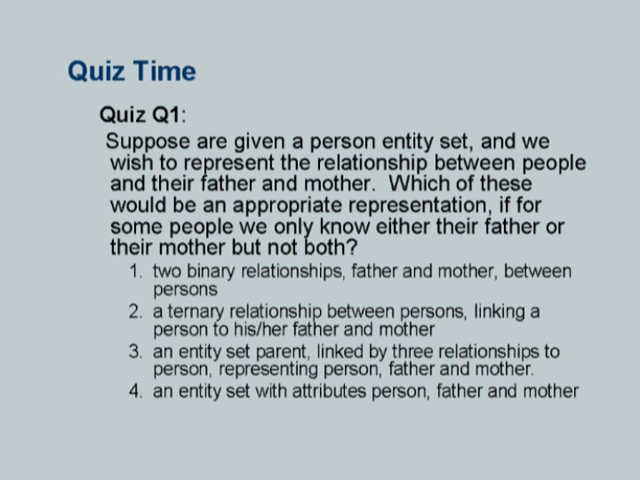 Quiz Time
Quiz Q1:
Suppose are given a person entity set, and we
wish to represent the relationship between people
and their father and mother. Which of these
would be an appropriate representation, if for
some people we only know either their father or
their mother but not both?
1. two binary relationships, father and mother, between
persons
2. a ternary relationship between persons, linking a
person to his/her father and mother
3. an entity set parent, linked by three relationships to
person, representing person, father and mother.
4. an entity set with attributes person, father and mother